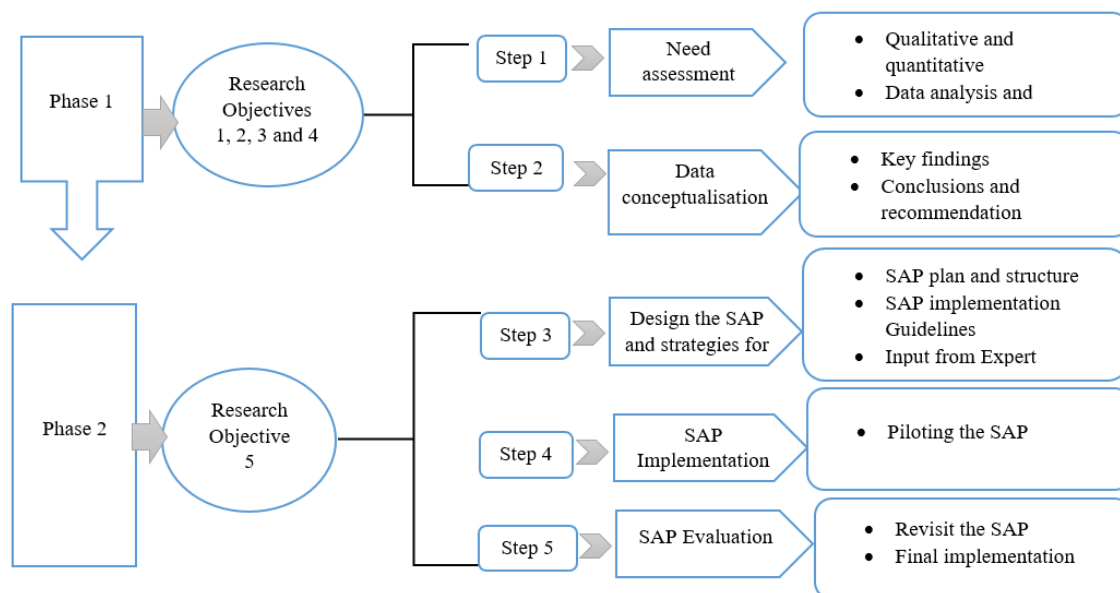 Phase 1
Research
Objectives
1, 2, 3 and 4
Step 1
Need
assessment
• Qualitative and
quantitative
• Data analysis and
Step 2
Data
conceptualisation
• Key findings
• Conclusions and
recommendation
Phase 2
Research
Objective
5
Step 3
Design the SAP
and strategies for
• SAP plan and structure
• SAP implementation
Guidelines
• Input from Expert
Step 4
SAP
Implementation
• Piloting the SAP
Step 5
SAP Evaluation
• Revisit the SAP
• Final implementation